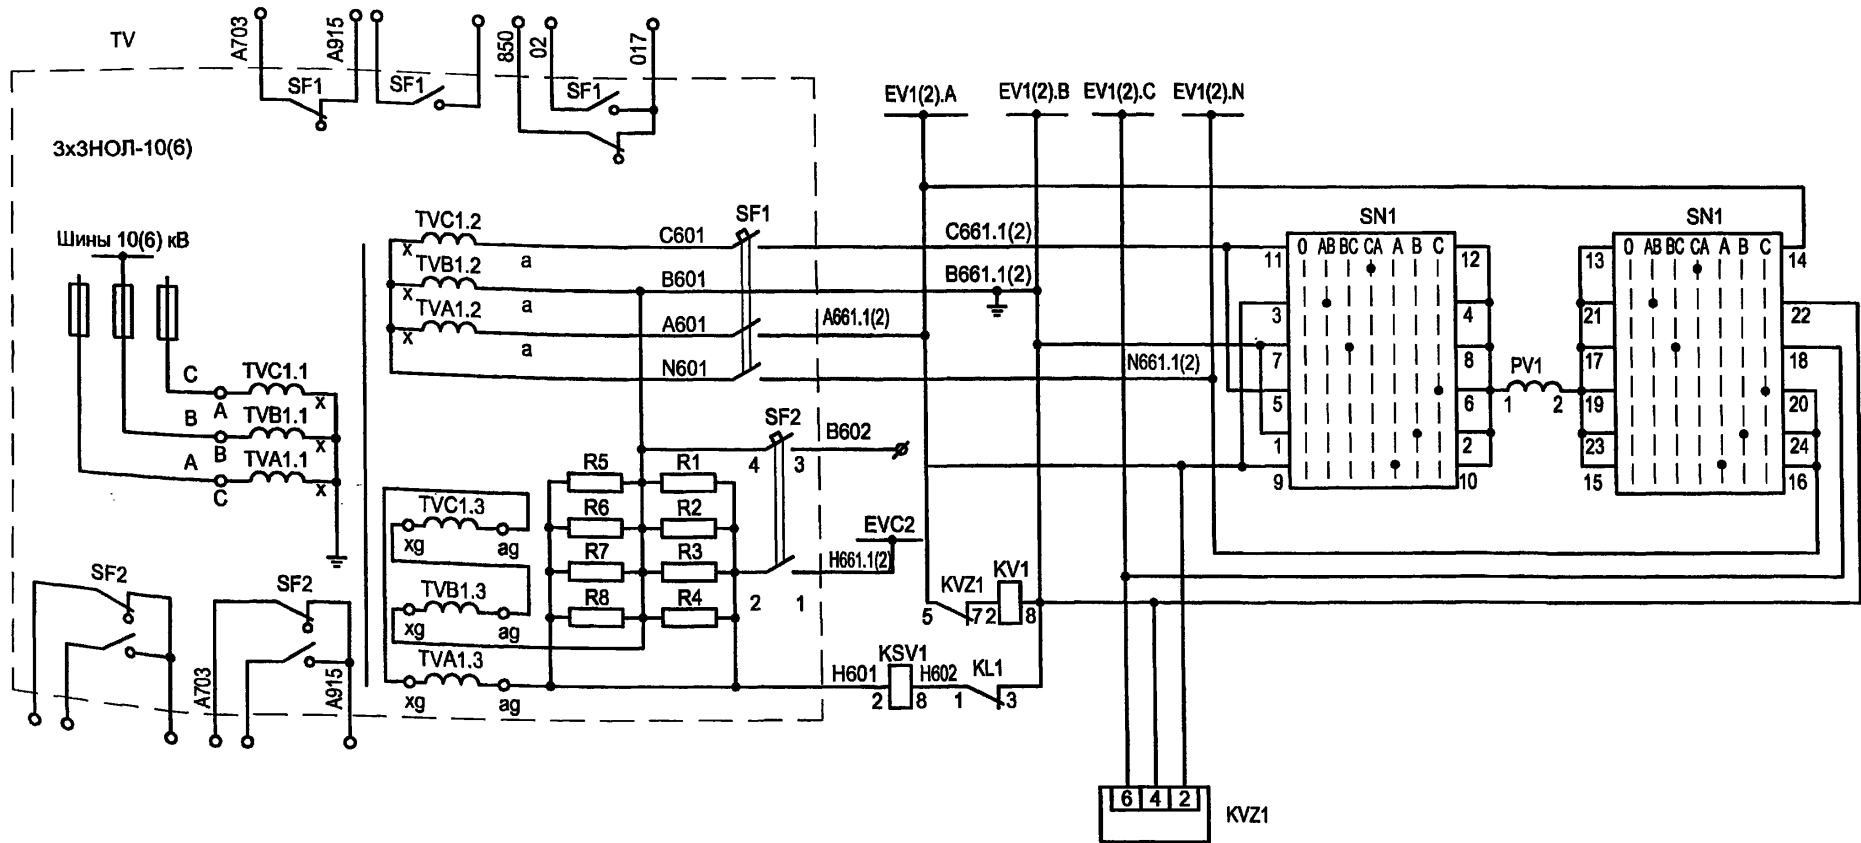 TV
A703
A915
850
02
017
SF1
SF1
SF1
3х3НОЛ-10(6)
EV1(2).A
EV1(2).B
EV1(2).C
EV1(2).N
Шины 10(6) кВ
TVC1.2
x
a
C601
SF1
C661.1(2)
TVB1.2
x
a
B601
B661.1(2)
TVA1.2
x
a
A601
A661.1(2)
N601
N661.1(2)
SN1
0 AB BC CA A B C
11
3
7
5
1
9
12
4
8
6
2
10
PV1
1
2
SN1
0 AB BC CA A B C
13
21
17
19
23
15
14
22
18
20
24
16
C
A
TVC1.1
x
B
B
TVB1.1
x
A
C
TVA1.1
x
SF2
B602
4
3
R5
R1
R6
R2
R7
R3
R8
R4
2
1
EVC2
H661.1(2)
TVC1.3
xg
ag
TVB1.3
xg
ag
TVA1.3
xg
ag
KVZ1
KV1
5
7
2
8
H601
KSV1
H602
KL1
2
8
1
3
SF2
SF2
A703
A915
6
4
2
KVZ1